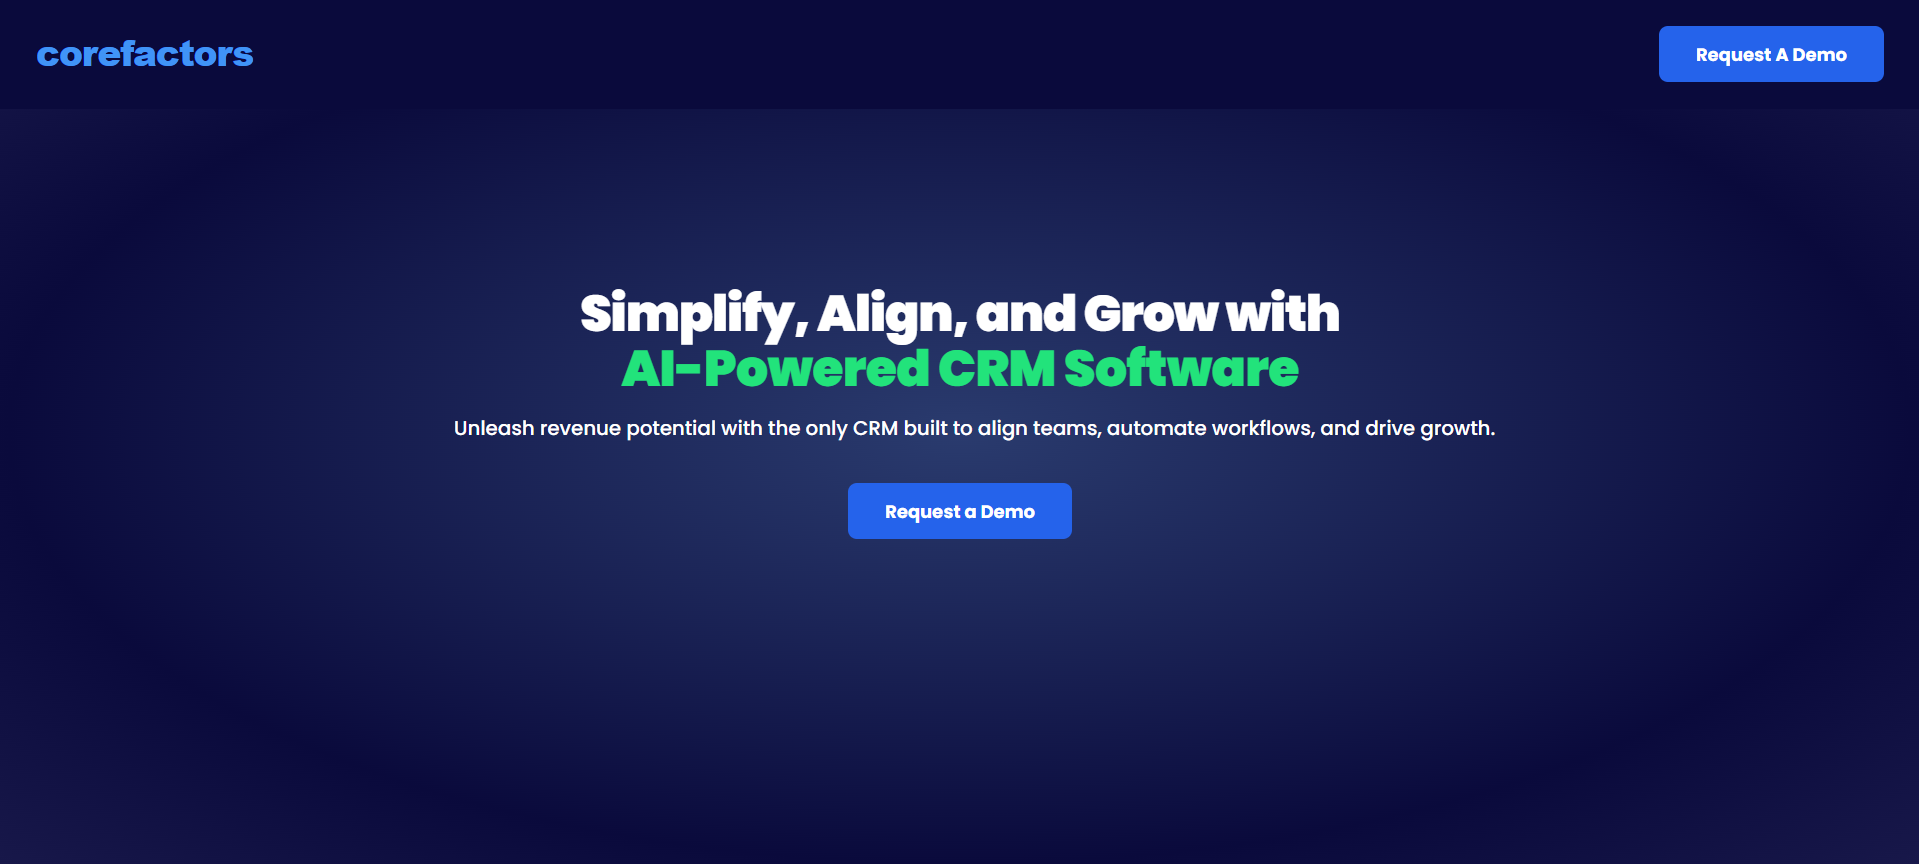 corefactors
Request A Demo
Simplify, Align, and Grow with
AI-Powered CRM Software
Unleash revenue potential with the only CRM built to align teams, automate workflows, and drive growth.
Request a Demo